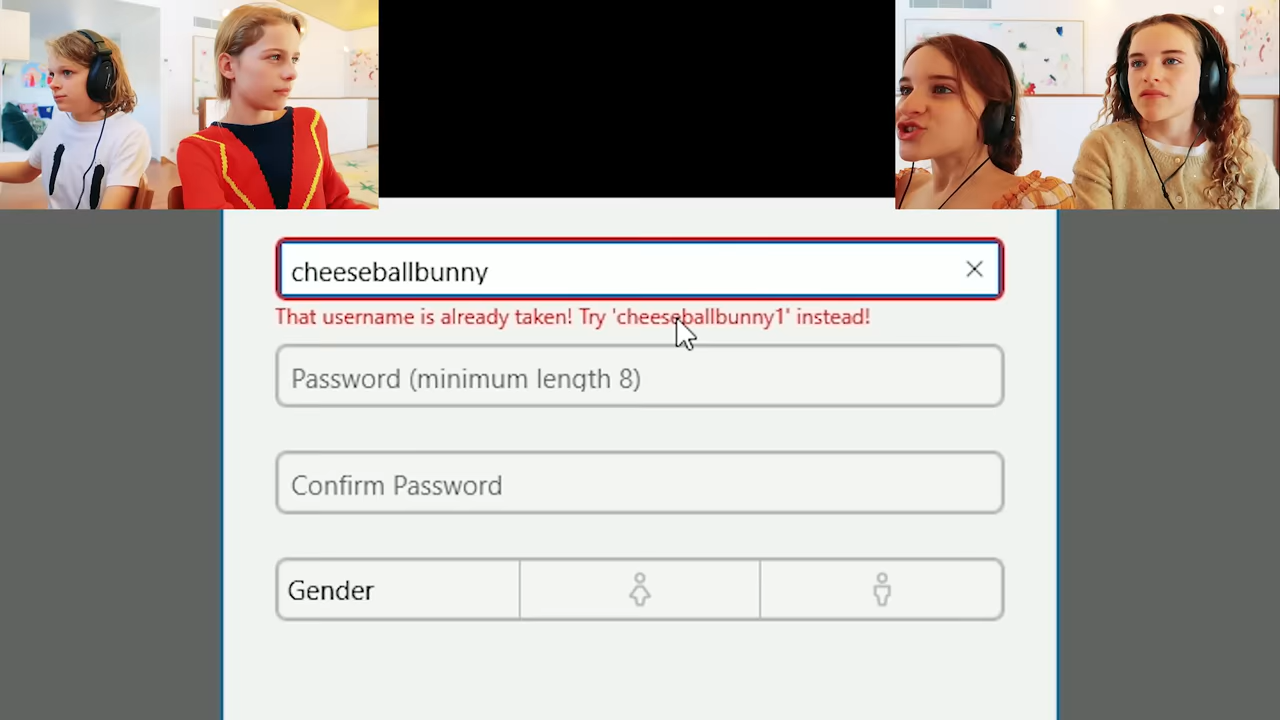 cheeseballbunny
That username is already taken! Try 'cheeseballbunny1' instead!
Password (minimum length 8)
Confirm Password
Gender